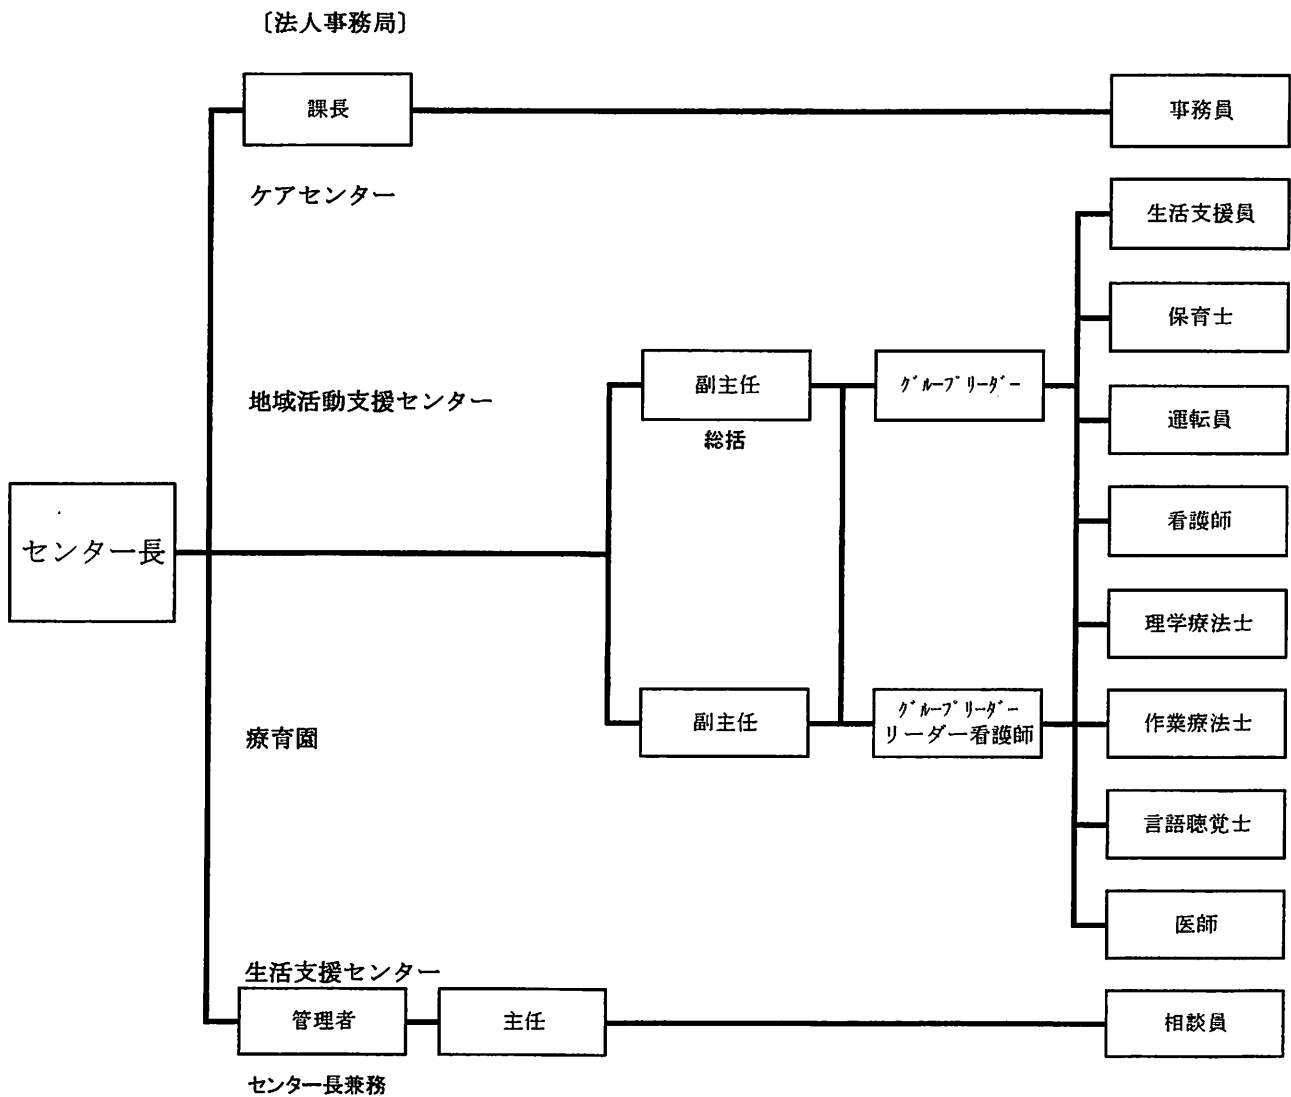 〔法人事務局〕
課長
事務員
ケアセンター
生活支援員
保育士
地域活動支援センター
副主任
総括
グループリーダー
運転員
看護師
センター長
理学療法士
療育園
副主任
グループリーダー
リーダー看護師
作業療法士
言語聴覚士
医師
生活支援センター
管理者
主任
相談員
センター長兼務